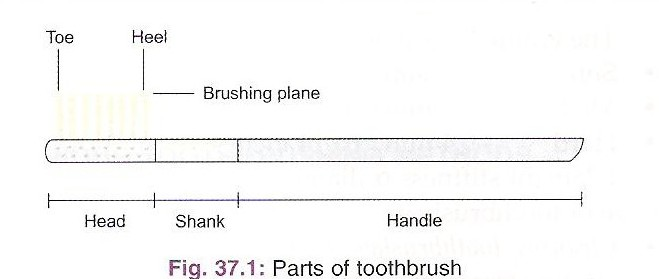 Toe Heel
Brushing plane
Head Shank Handle
Fig. 37.1: Parts of toothbrush